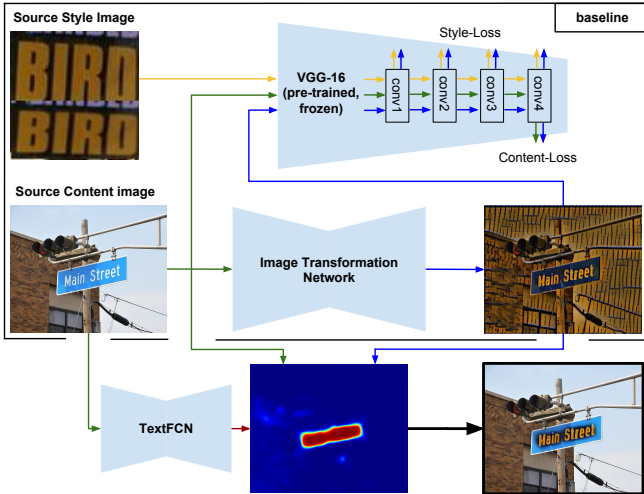 Source Style Image
baseline
BIRD
BIRD
Style-Loss
VGG-16
(pre-trained,
frozen)
conv1
conv2
conv3
conv4
Content-Loss
Source Content image
Main Street
Image Transformation
Network
Main Street
TextFCN
Main Street